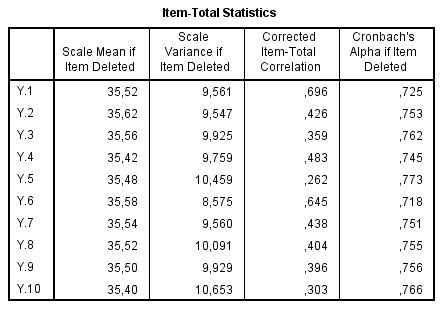 Item-Total Statistics
Scale Mean if Item Deleted Scale Variance if Item Deleted Corrected Item-Total Correlation Cronbach's Alpha if Item Deleted
Y.1 35,52 9,561 ,696 ,725
Y.2 35,62 9,547 ,426 ,753
Y.3 35,56 9,925 ,359 ,762
Y.4 35,42 9,759 ,483 ,745
Y.5 35,48 10,459 ,262 ,773
Y.6 35,58 8,575 ,645 ,718
Y.7 35,54 9,560 ,438 ,751
Y.8 35,52 10,091 ,404 ,755
Y.9 35,50 9,929 ,396 ,756
Y.10 35,40 10,653 ,303 ,766